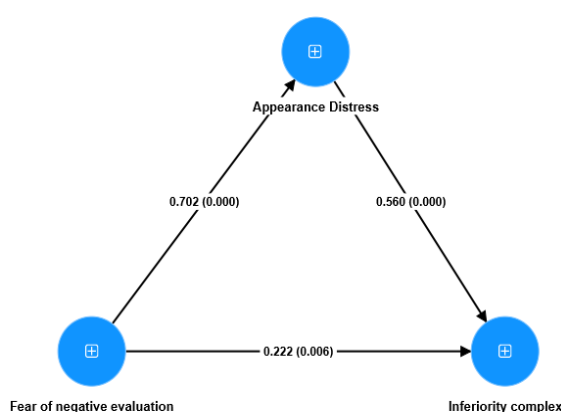 Appearance Distress
0.702 (0.000)
0.560 (0.000)
0.222 (0.006)
Fear of negative evaluation
Inferiority complex